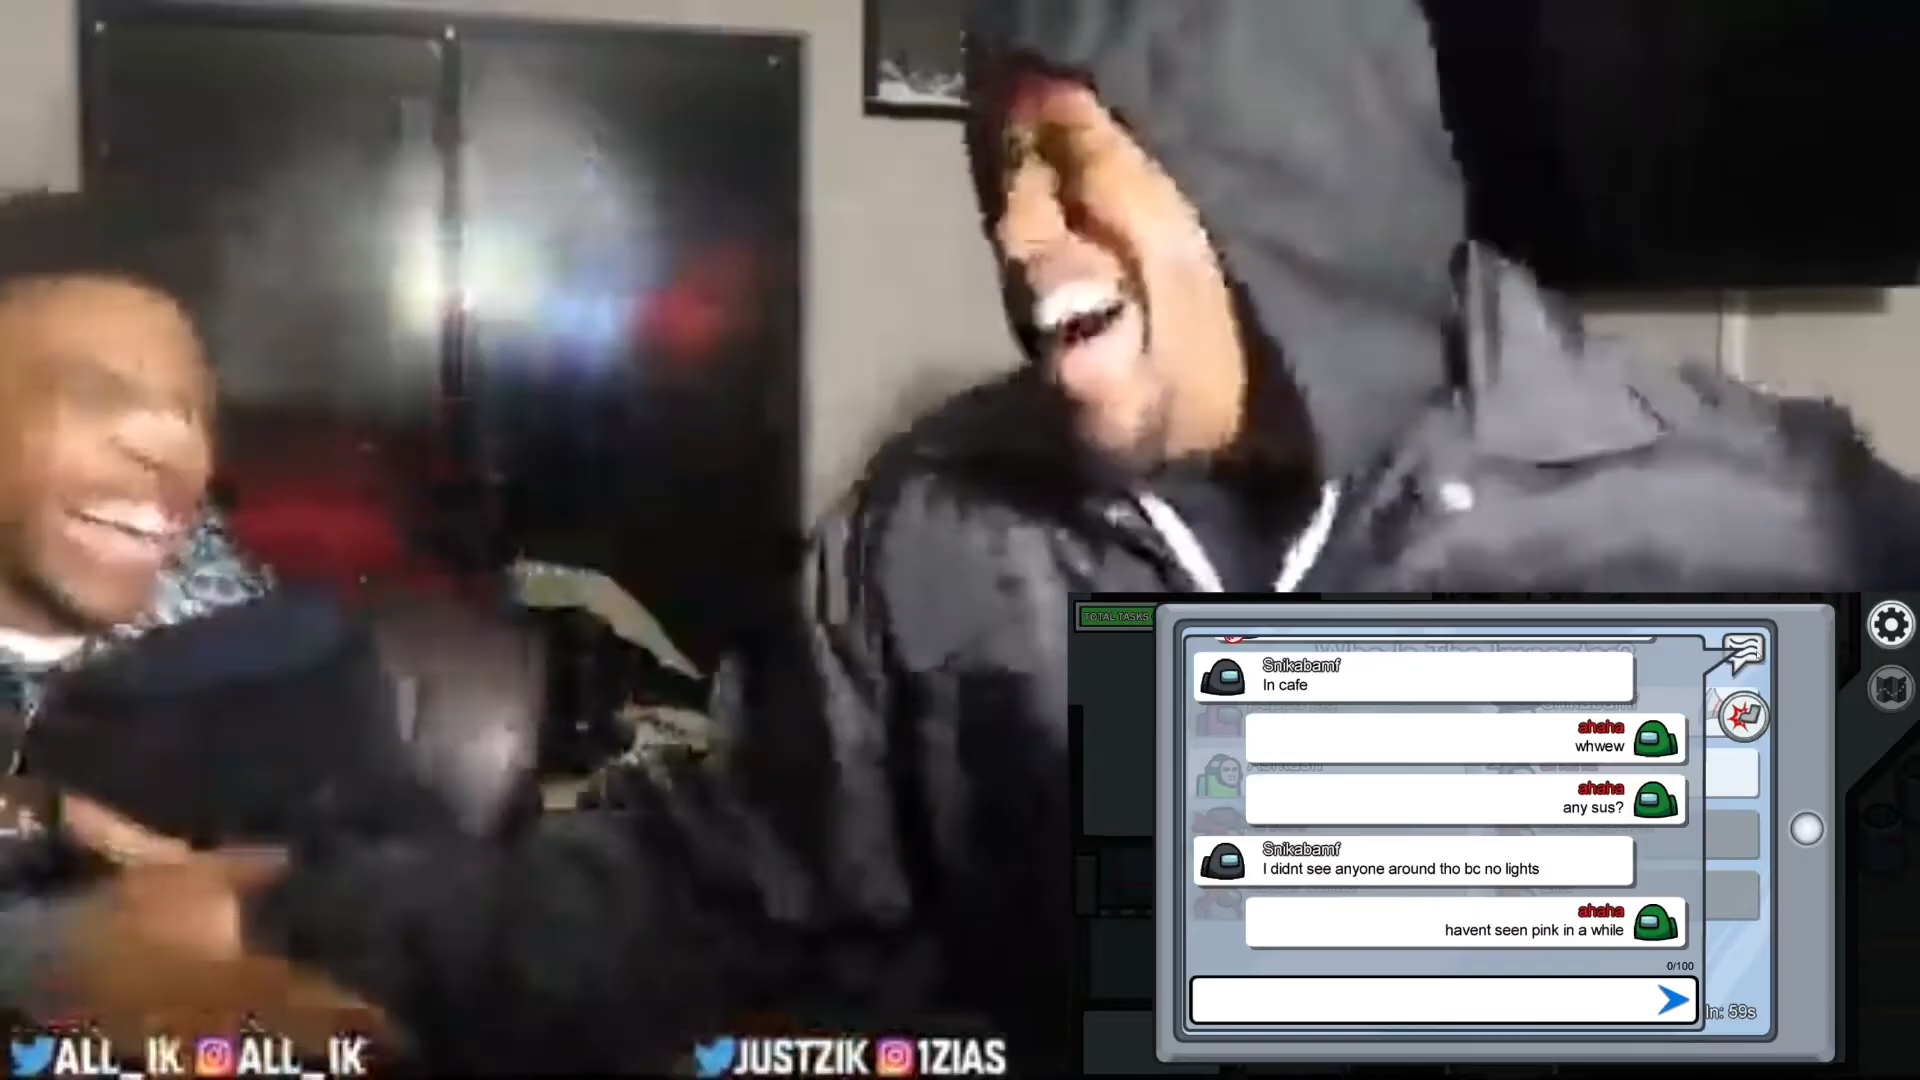 TOTAL TASKS
Snikabamf
In cafe
ahaha
whwew
ahaha
any sus?
Snikabamf
I didnt see anyone around tho bc no lights
ahaha
havent seen pink in a while
0/100
In: 59s
ALL_IK ALL_IK
JUSTZIK 1ZIAS